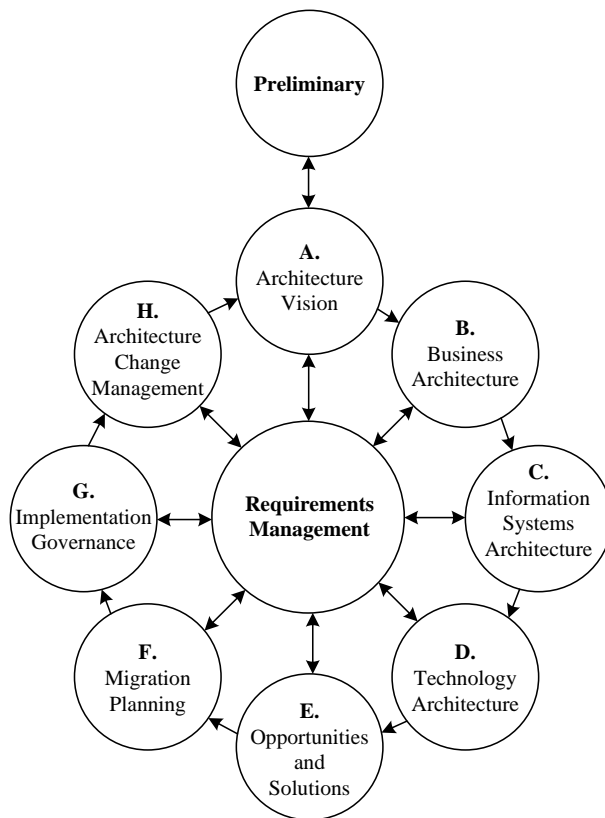 Preliminary
A.
Architecture
Vision
B.
Business
Architecture
C.
Information
Systems
Architecture
D.
Technology
Architecture
E.
Opportunities
and
Solutions
F.
Migration
Planning
G.
Implementation
Governance
H.
Architecture
Change
Management
Requirements
Management